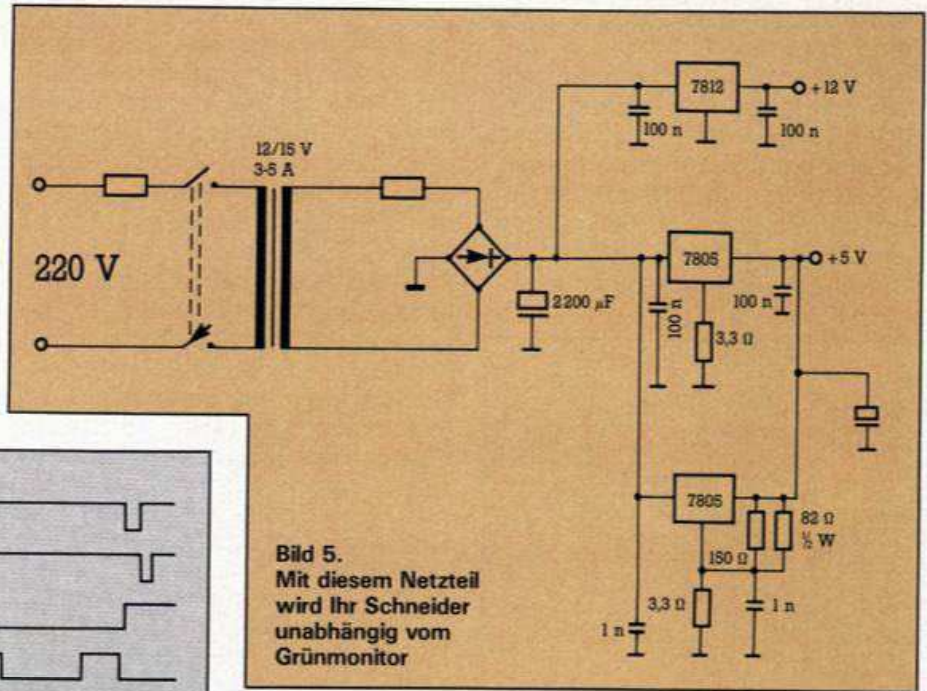 7812
+12 V
100 n
100 n
12/15 V
3-5 A
220 V
7805
+5 V
2200 µF
100 n
100 n
3,3 Ω
7805
82 Ω
½ W
150 Ω
3,3 Ω
1 n
1 n
Bild 5.
Mit diesem Netzteil
wird Ihr Schneider
unabhängig vom
Grünmonitor